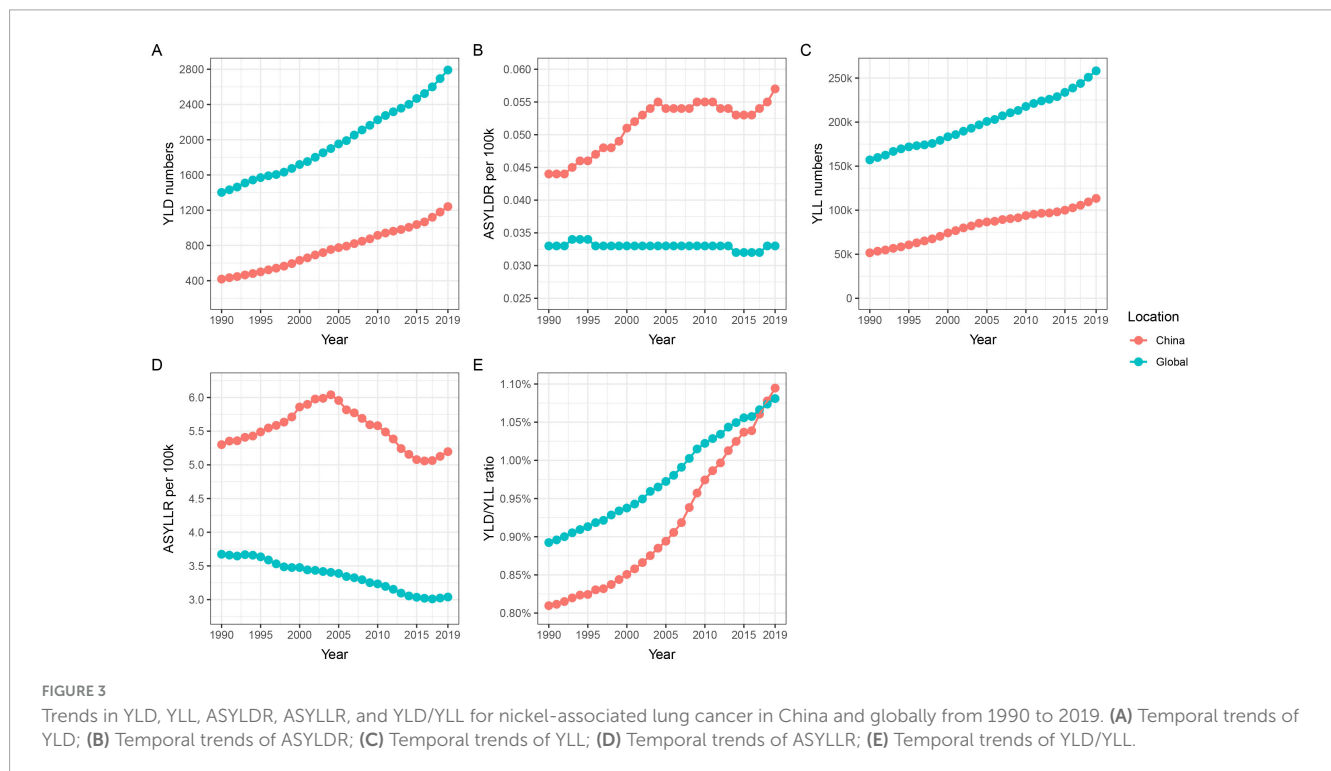 A
YLD numbers
2800
2400
2000
1600
1200
800
400
1990 1995 2000 2005 2010 2015 2019
Year
B
ASYLDR per 100k
0.060
0.055
0.050
0.045
0.040
0.035
0.030
0.025
1990 1995 2000 2005 2010 2015 2019
Year
C
YLL numbers
250k
200k
150k
100k
50k
0
1990 1995 2000 2005 2010 2015 2019
Year
Location
China
Global
D
ASYLLR per 100k
6.0
5.5
5.0
4.5
4.0
3.5
3.0
1990 1995 2000 2005 2010 2015 2019
Year
E
YLD/YLL ratio
1.10%
1.05%
1.00%
0.95%
0.90%
0.85%
0.80%
1990 1995 2000 2005 2010 2015 2019
Year
FIGURE 3
Trends in YLD, YLL, ASYLDR, ASYLLR, and YLD/YLL for nickel-associated lung cancer in China and globally from 1990 to 2019. (A) Temporal trends of
YLD; (B) Temporal trends of ASYLDR; (C) Temporal trends of YLL; (D) Temporal trends of ASYLLR; (E) Temporal trends of YLD/YLL.